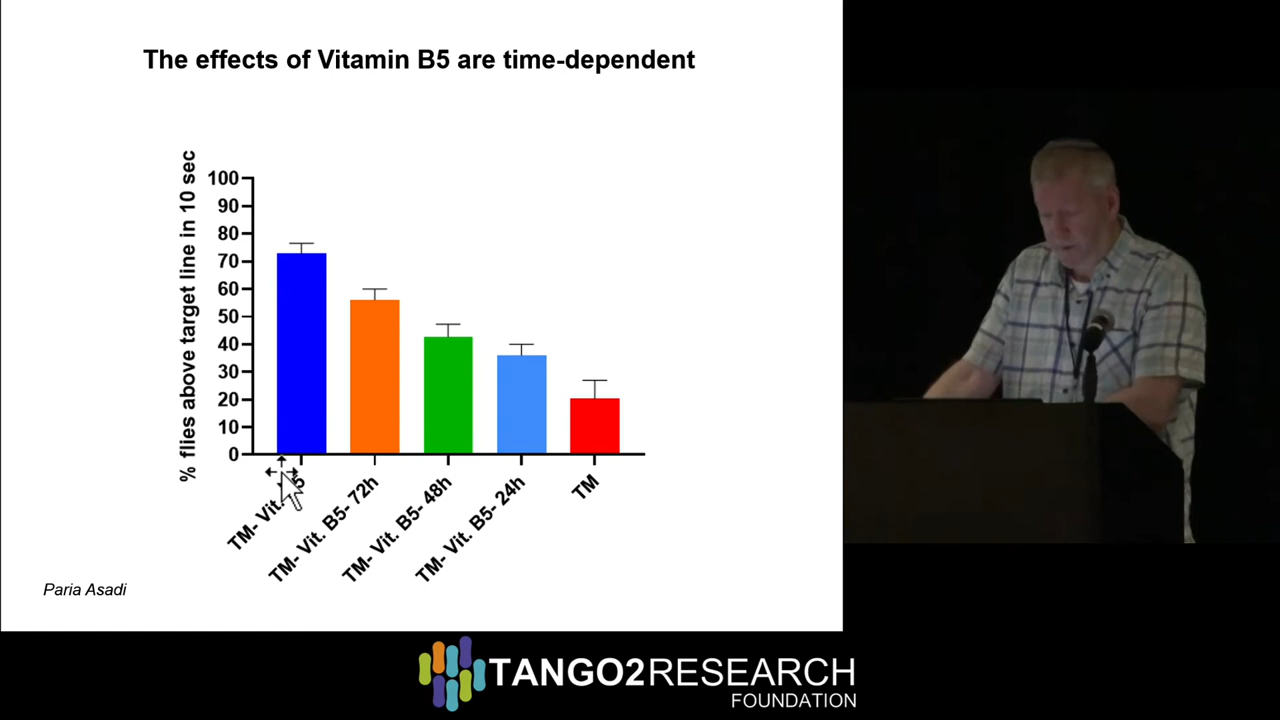 The effects of Vitamin B5 are time-dependent
% flies above target line in 10 sec
100
90
80
70
60
50
40
30
20
10
0
TM- Vit. 5
TM- Vit. B5- 72h
TM- Vit. B5- 48h
TM- Vit. B5- 24h
TM
Paria Asadi
TANGO2RESEARCH
FOUNDATION